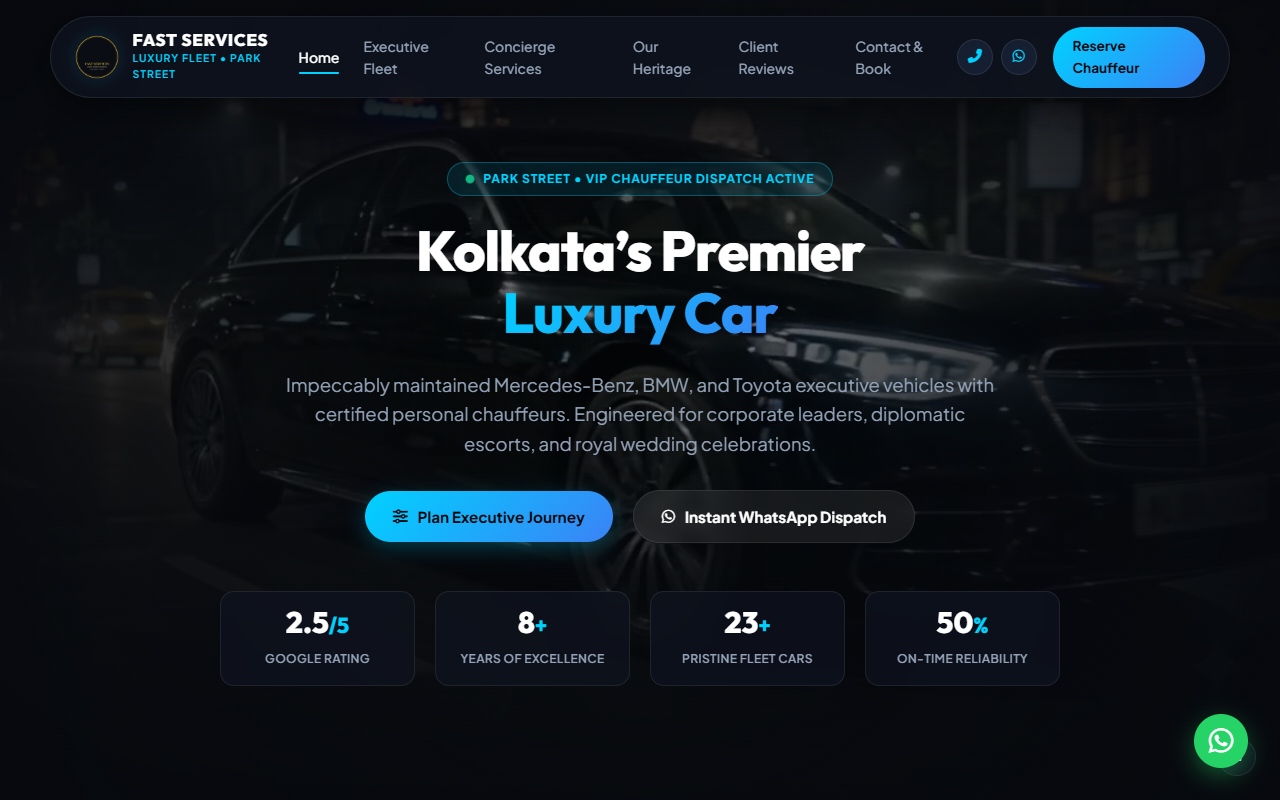 FAST SERVICES
LUXURY FLEET • PARK
STREET
Home
Executive
Fleet
Concierge
Services
Our
Heritage
Client
Reviews
Contact &
Book
Reserve
Chauffeur
PARK STREET • VIP CHAUFFEUR DISPATCH ACTIVE
Kolkata’s Premier
Luxury Car
Impeccably maintained Mercedes-Benz, BMW, and Toyota executive vehicles with
certified personal chauffeurs. Engineered for corporate leaders, diplomatic
escorts, and royal wedding celebrations.
Plan Executive Journey
Instant WhatsApp Dispatch
2.5/5
GOOGLE RATING
8+
YEARS OF EXCELLENCE
23+
PRISTINE FLEET CARS
50%
ON-TIME RELIABILITY